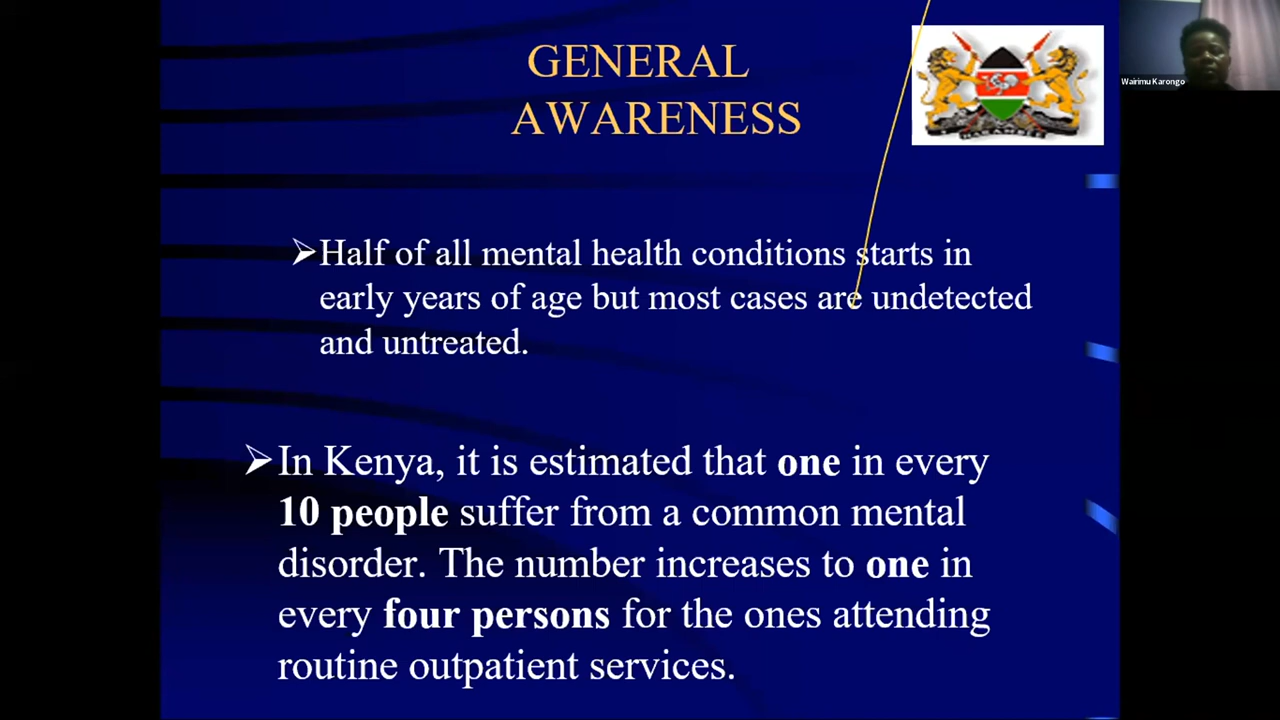 GENERAL
AWARENESS
Wairimu Karongo
➢Half of all mental health conditions starts in
early years of age but most cases are undetected
and untreated.
➢In Kenya, it is estimated that one in every
10 people suffer from a common mental
disorder. The number increases to one in
every four persons for the ones attending
routine outpatient services.